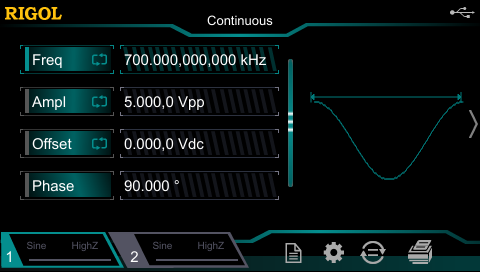 RIGOL
Continuous
Freq 700.000,000,000 kHz
Ampl 5.000,0 Vpp
Offset 0.000,0 Vdc
Phase 90.000 °
1 Sine HighZ
2 Sine HighZ